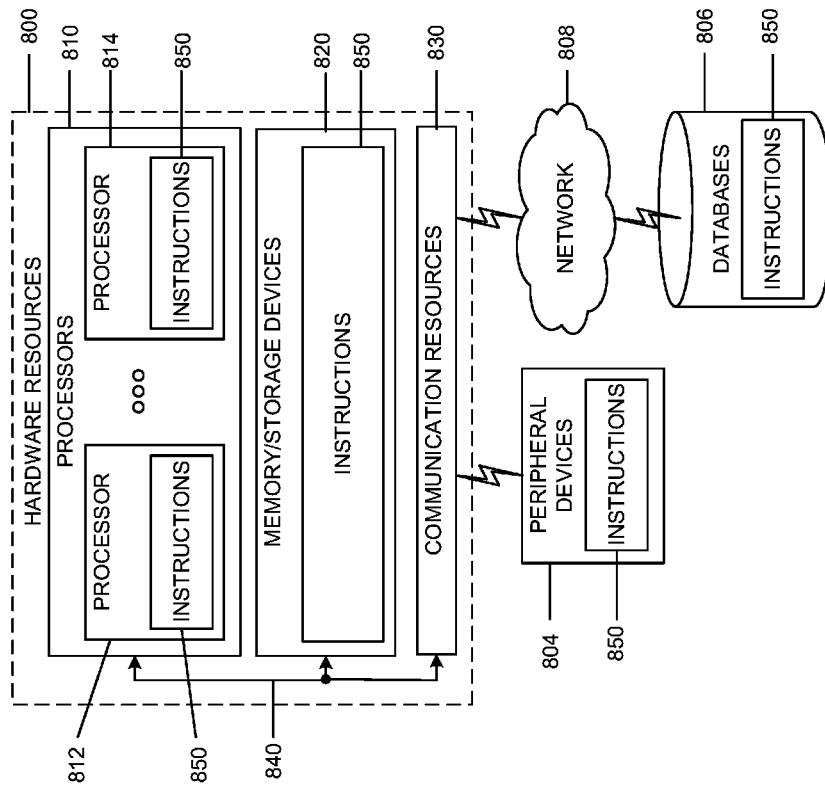 800
HARDWARE RESOURCES
810
PROCESSORS
812
PROCESSOR
INSTRUCTIONS
850
ooo
814
PROCESSOR
INSTRUCTIONS
850
820
MEMORY/STORAGE DEVICES
INSTRUCTIONS
850
830
COMMUNICATION RESOURCES
840
804
PERIPHERAL
DEVICES
INSTRUCTIONS
850
808
NETWORK
806
DATABASES
INSTRUCTIONS
850